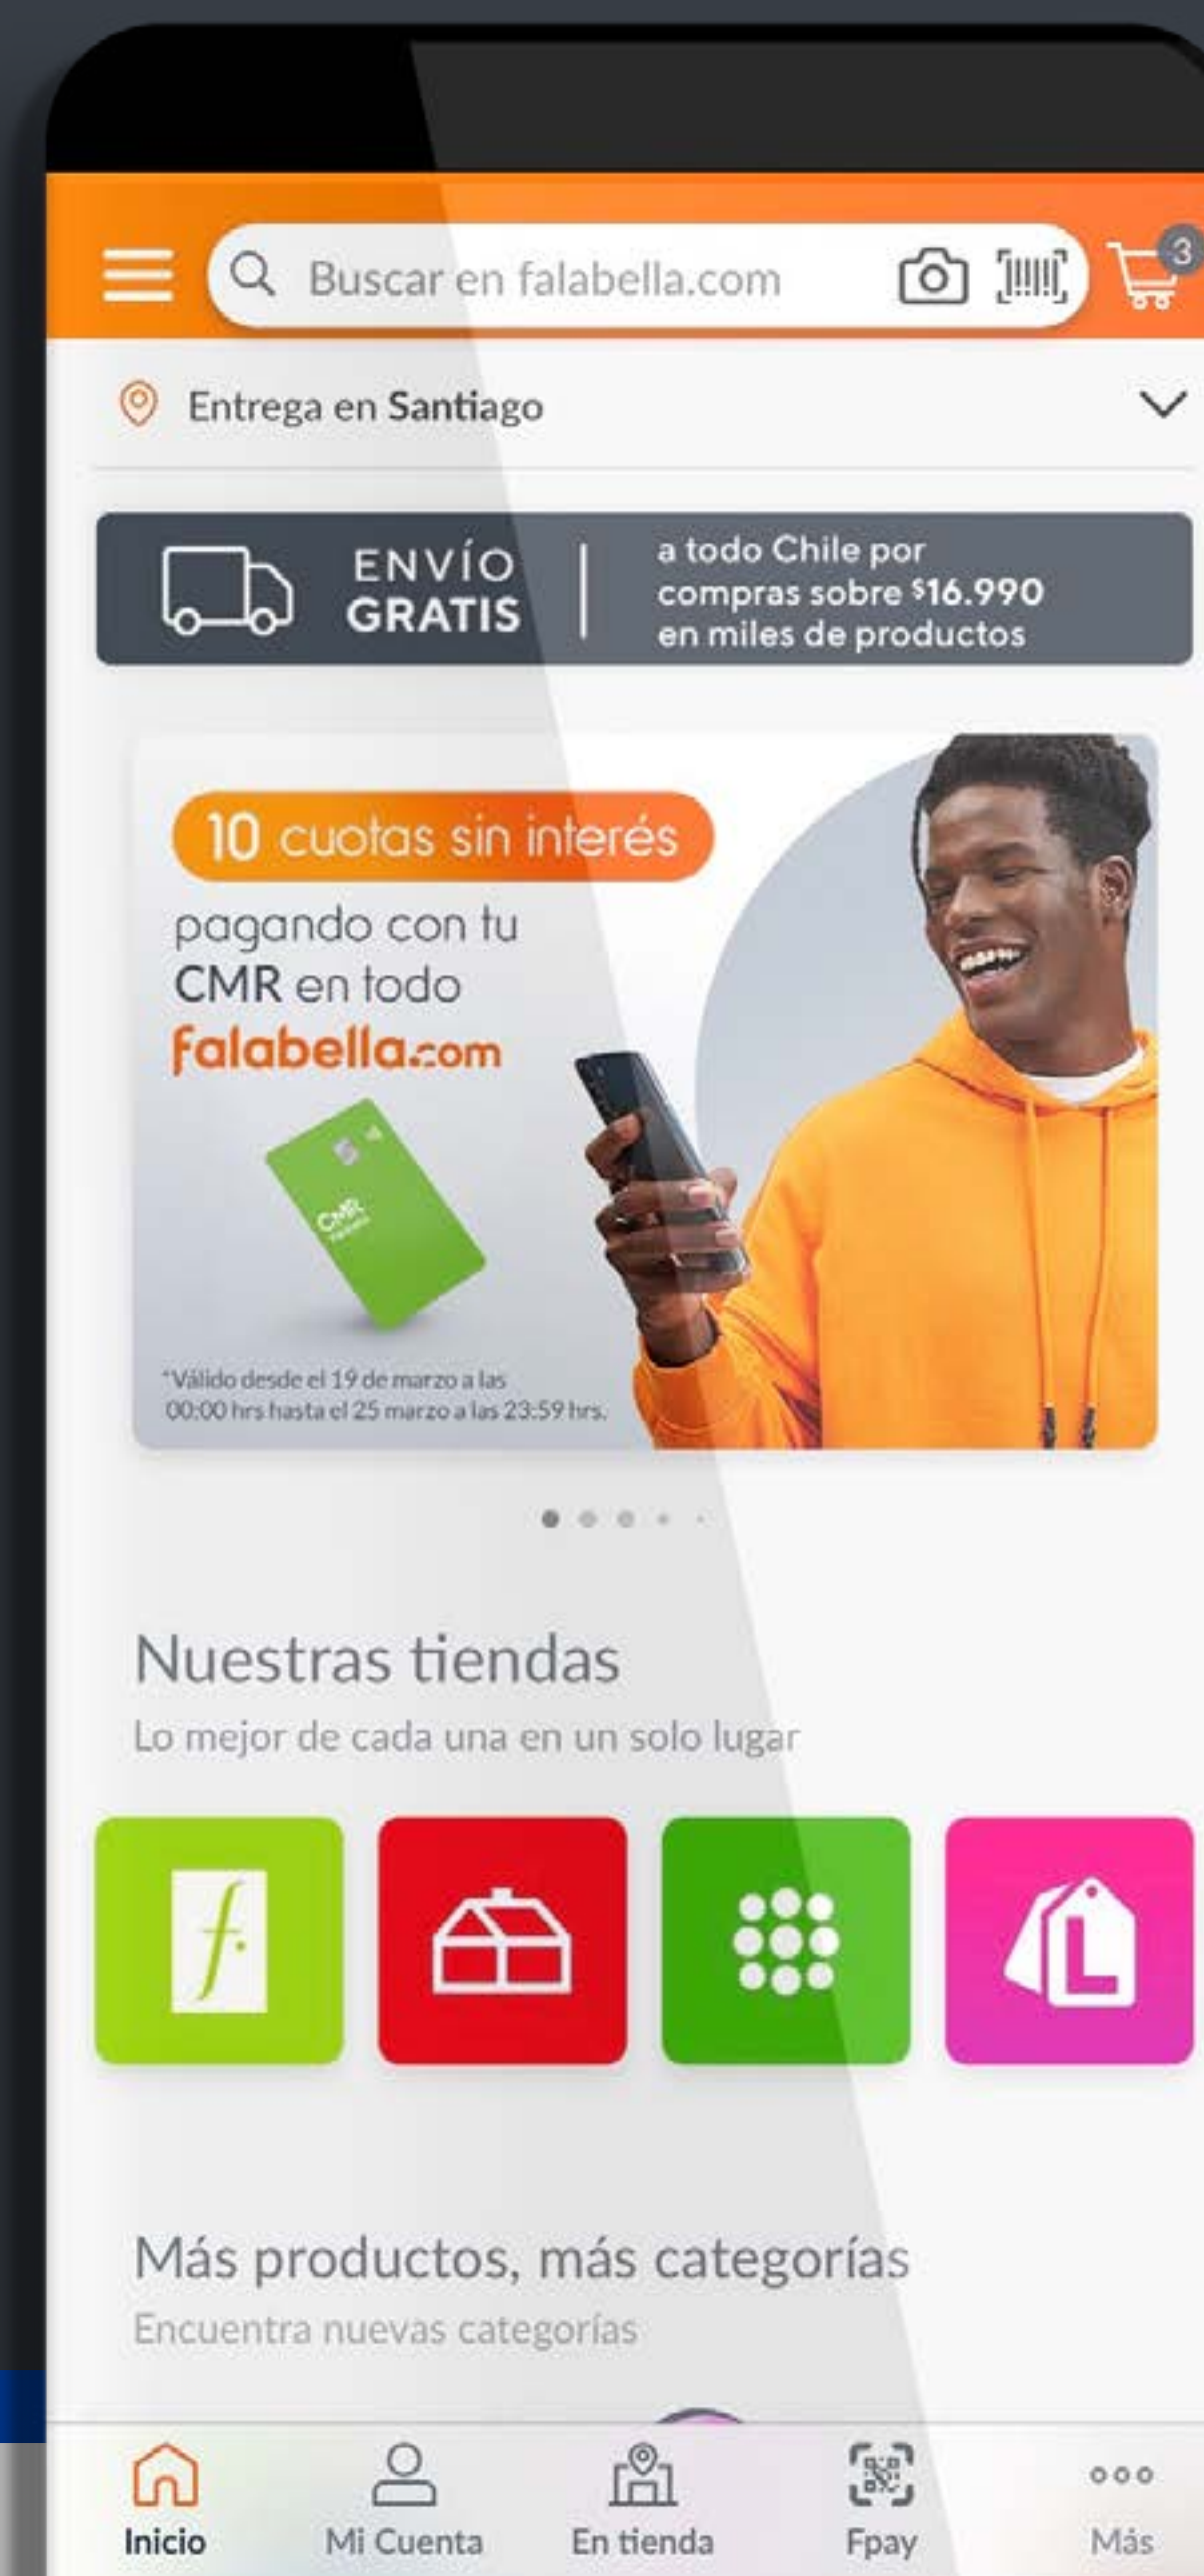 Buscar en falabella.com
3
Entrega en Santiago
ENVÍO
GRATIS
a todo Chile por
compras sobre $16.990
en miles de productos
10 cuotas sin interés
pagando con tu
CMR en todo
falabella.com
CMR
*Válido desde el 19 de marzo a las
00:00 hrs hasta el 25 marzo a las 23:59 hrs.
Nuestras tiendas
Lo mejor de cada una en un solo lugar
f.
L
Más productos, más categorías
Encuentra nuevas categorías
Inicio
Mi Cuenta
En tienda
Fpay
Más